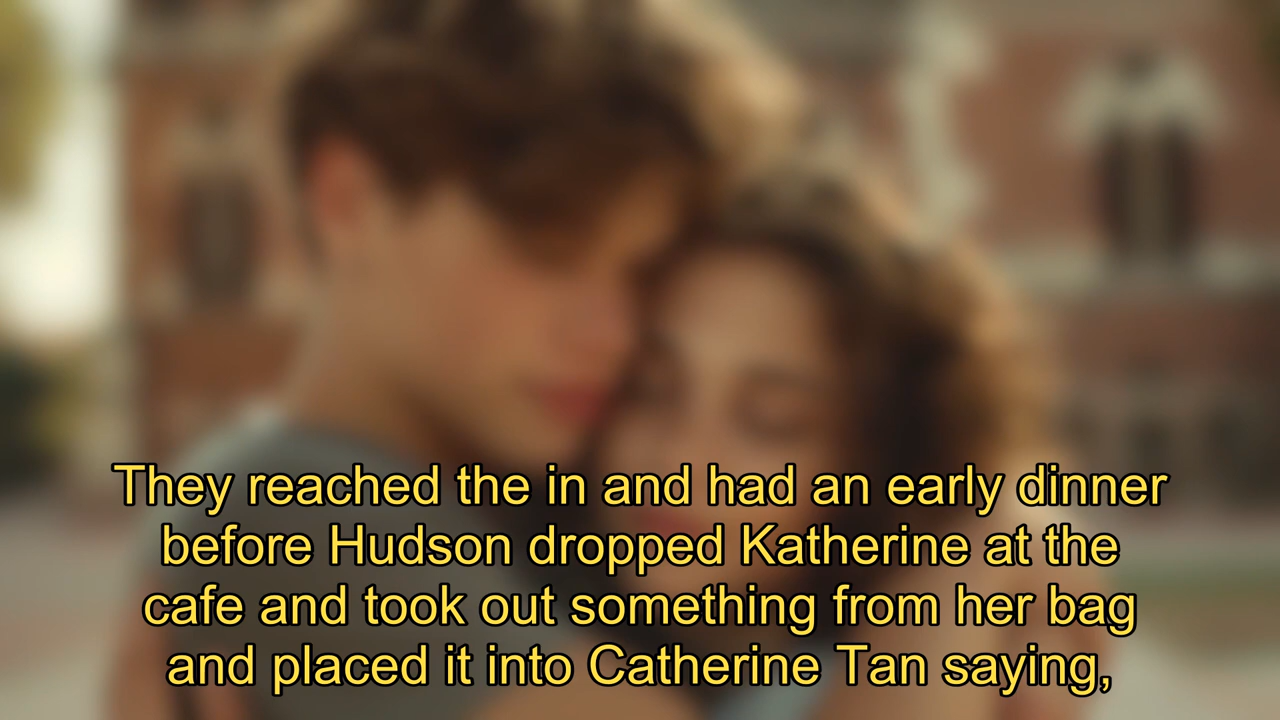 They reached the in and had an early dinner
before Hudson dropped Katherine at the
cafe and took out something from her bag
and placed it into Catherine Tan saying,